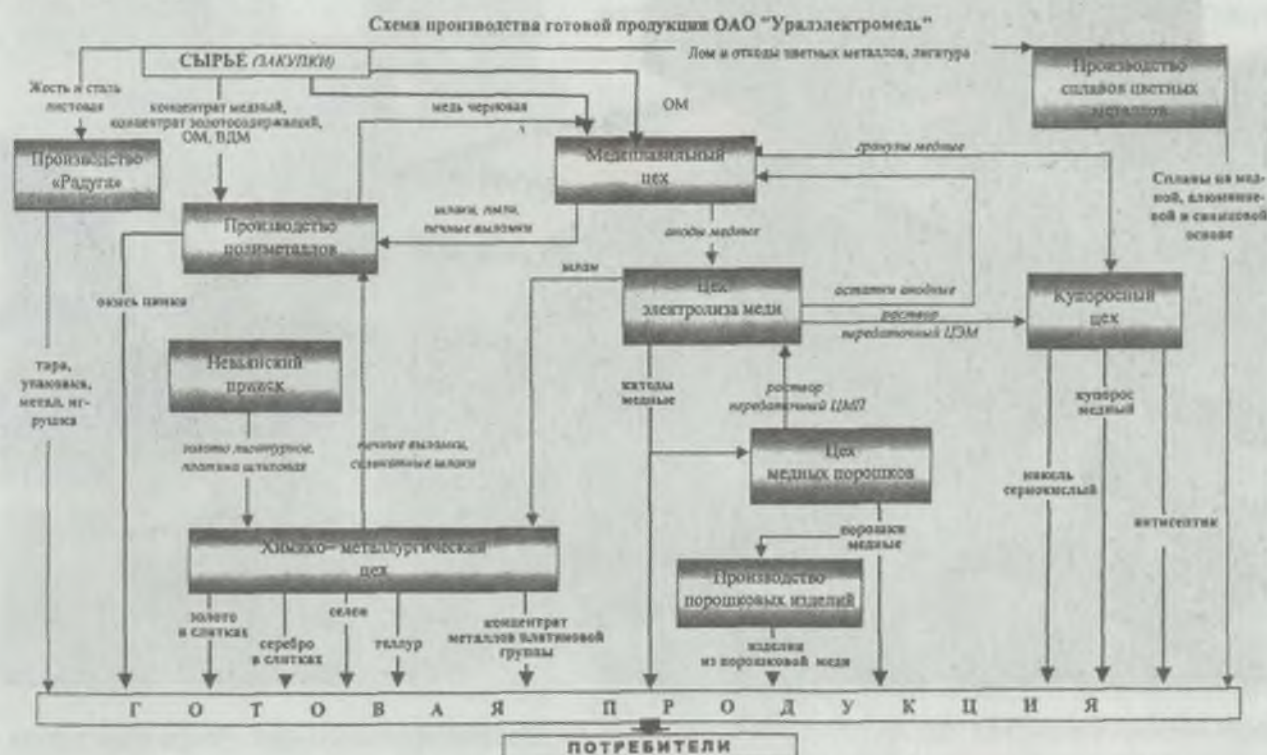 Схема производства готовой продукции ОАО "Уралэлектромедь"
СЫРЬЕ (ЗАКУПКИ)
Лом и отходы цветных металлов, лигатура
Производство
сплавов цветных
металлов
Жесть и сталь
листовая
концентрат медный,
концентрат золотосодержащий,
ОМ, ВДМ
медь черновая
ОМ
Производство
«Радуга»
Медеплавильный
цех
гранулы медные
Сплавы на мед-
ной, алюминие-
вой и свинцовой
основе
Производство
полиметаллов
шлаки, пыли,
печные выломки
аноды медные
шлам
Цех
электролиза меди
остатки анодные
раствор
передаточный ЦЭМ
Купоросный
цех
окись цинка
Невьянский
прииск
тара,
упаковка,
метал. иг-
рушка
катоды
медные
раствор
передаточный ЦМП
купорос
медный
золото лигатурное,
платина шлиховая
печные выломки,
силикатные шлаки
Цех
медных порошков
никель
сернокислый
антисептик
Химико– металлургический
цех
порошки
медные
Производство
порошковых изделий
золото
в слитках
серебро
в слитках
селен
теллур
концентрат
металлов платиновой
группы
изделия
из порошковой меди
Г О Т О В А Я П Р О Д У К Ц И Я
ПОТРЕБИТЕЛИ